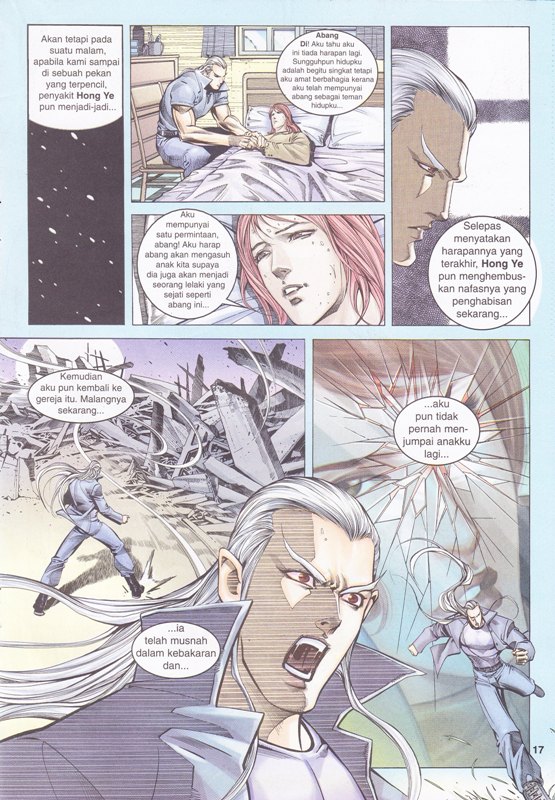 Akan tetapi pada
suatu malam,
apabila kami sampai
di sebuah pekan
yang terpencil,
penyakit Hong Ye
pun menjadi-jadi...
Abang
Di! Aku tahu aku
ini tiada harapan lagi.
Sungguhpun hidupku
adalah begitu singkat tetapi
aku amat berbahagia kerana
aku telah mempunyai
abang sebagai teman
hidupku...
Aku
mempunyai
satu permintaan,
abang! Aku harap
abang akan mengasuh
anak kita supaya
dia juga akan menjadi
seorang lelaki yang
sejati seperti
abang ini...
Selepas
menyatakan
harapannya yang
terakhir, Hong Ye
pun menghembus-
kan nafasnya yang
penghabisan
sekarang...
Kemudian
aku pun kembali ke
gereja itu. Malangnya
sekarang...
...ia
telah musnah
dalam kebakaran
dan...
...aku
pun tidak
pernah men-
jumpai anakku
lagi...
17